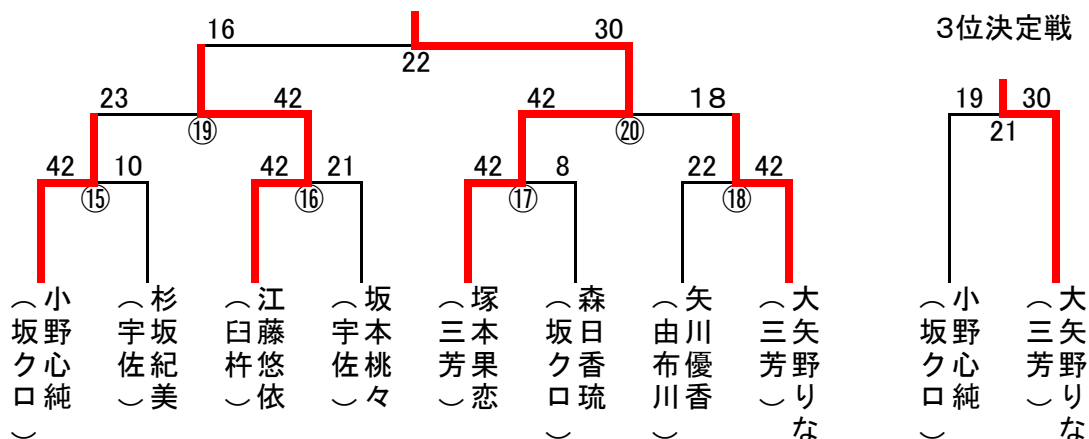 16
30
3位決定戦
22
23
42
42
18
19
30
⑲
⑳
21
42
10
42
21
42
8
22
42
⑮
⑯
⑰
⑱
小野心純
（坂クロ）
杉坂紀美
（宇佐）
江藤悠依
（臼杵）
坂本桃々
（宇佐）
塚本果恋
（三芳）
森日香琉
（坂クロ）
矢川優香
（由布川
大矢野りな
（三芳）
小野心純
（坂クロ）
大矢野りな
（三芳）